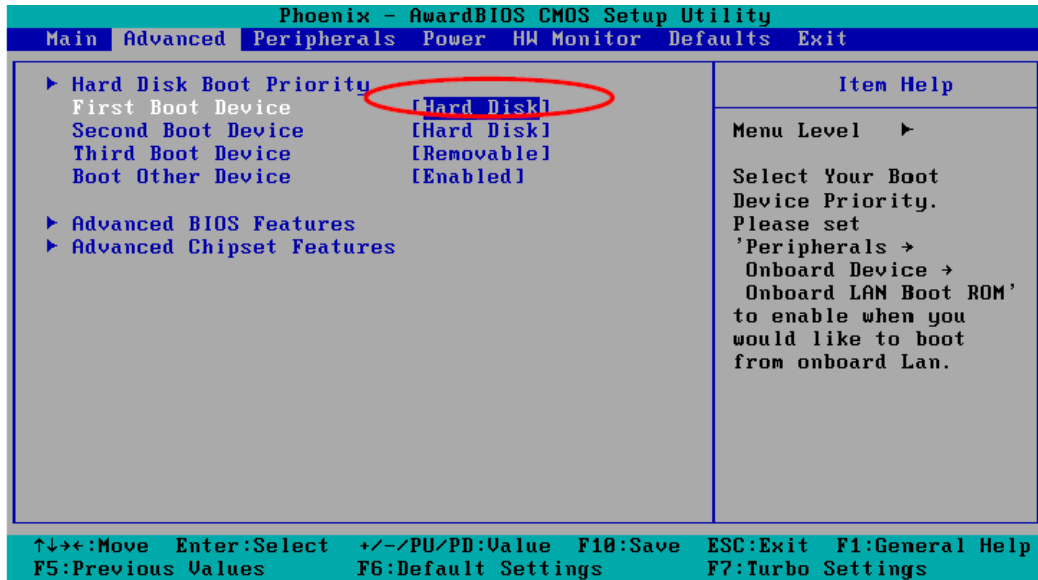 Phoenix - AwardBIOS CMOS Setup Utility
Main Advanced Peripherals Power HW Monitor Defaults Exit
▶ Hard Disk Boot Priority
First Boot Device [Hard Disk]
Second Boot Device [Hard Disk]
Third Boot Device [Removable]
Boot Other Device [Enabled]
▶ Advanced BIOS Features
▶ Advanced Chipset Features
Item Help
Menu Level ▶
Select Your Boot
Device Priority.
Please set
'Peripherals →
Onboard Device →
Onboard LAN Boot ROM'
to enable when you
would like to boot
from onboard Lan.
↑↓→←:Move Enter:Select +/-/PU/PD:Value F10:Save ESC:Exit F1:General Help
F5:Previous Values F6:Default Settings F7:Turbo Settings